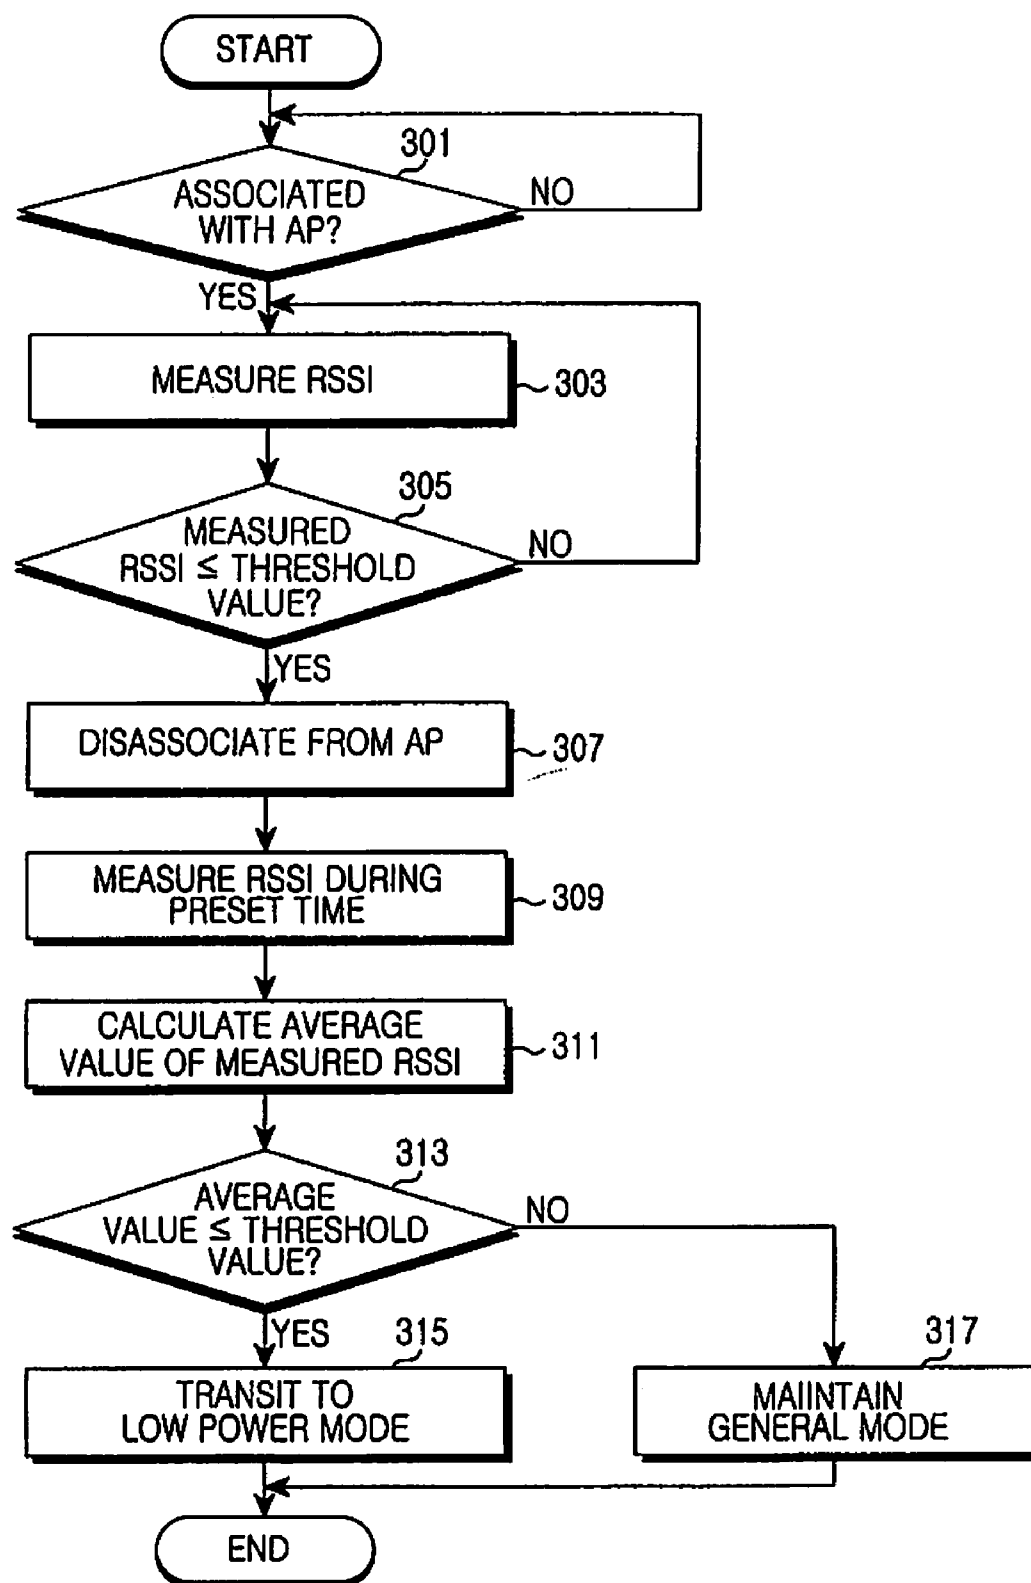 START
301
ASSOCIATED
WITH AP?
NO
YES
MEASURE RSSI
303
305
MEASURED
RSSI ≤ THRESHOLD
VALUE?
NO
YES
DISASSOCIATE FROM AP
307
MEASURE RSSI DURING
PRESET TIME
309
CALCULATE AVERAGE
VALUE OF MEASURED RSSI
311
313
AVERAGE
VALUE ≤ THRESHOLD
VALUE?
NO
YES
315
TRANSIT TO
LOW POWER MODE
317
MAIINTAIN
GENERAL MODE
END